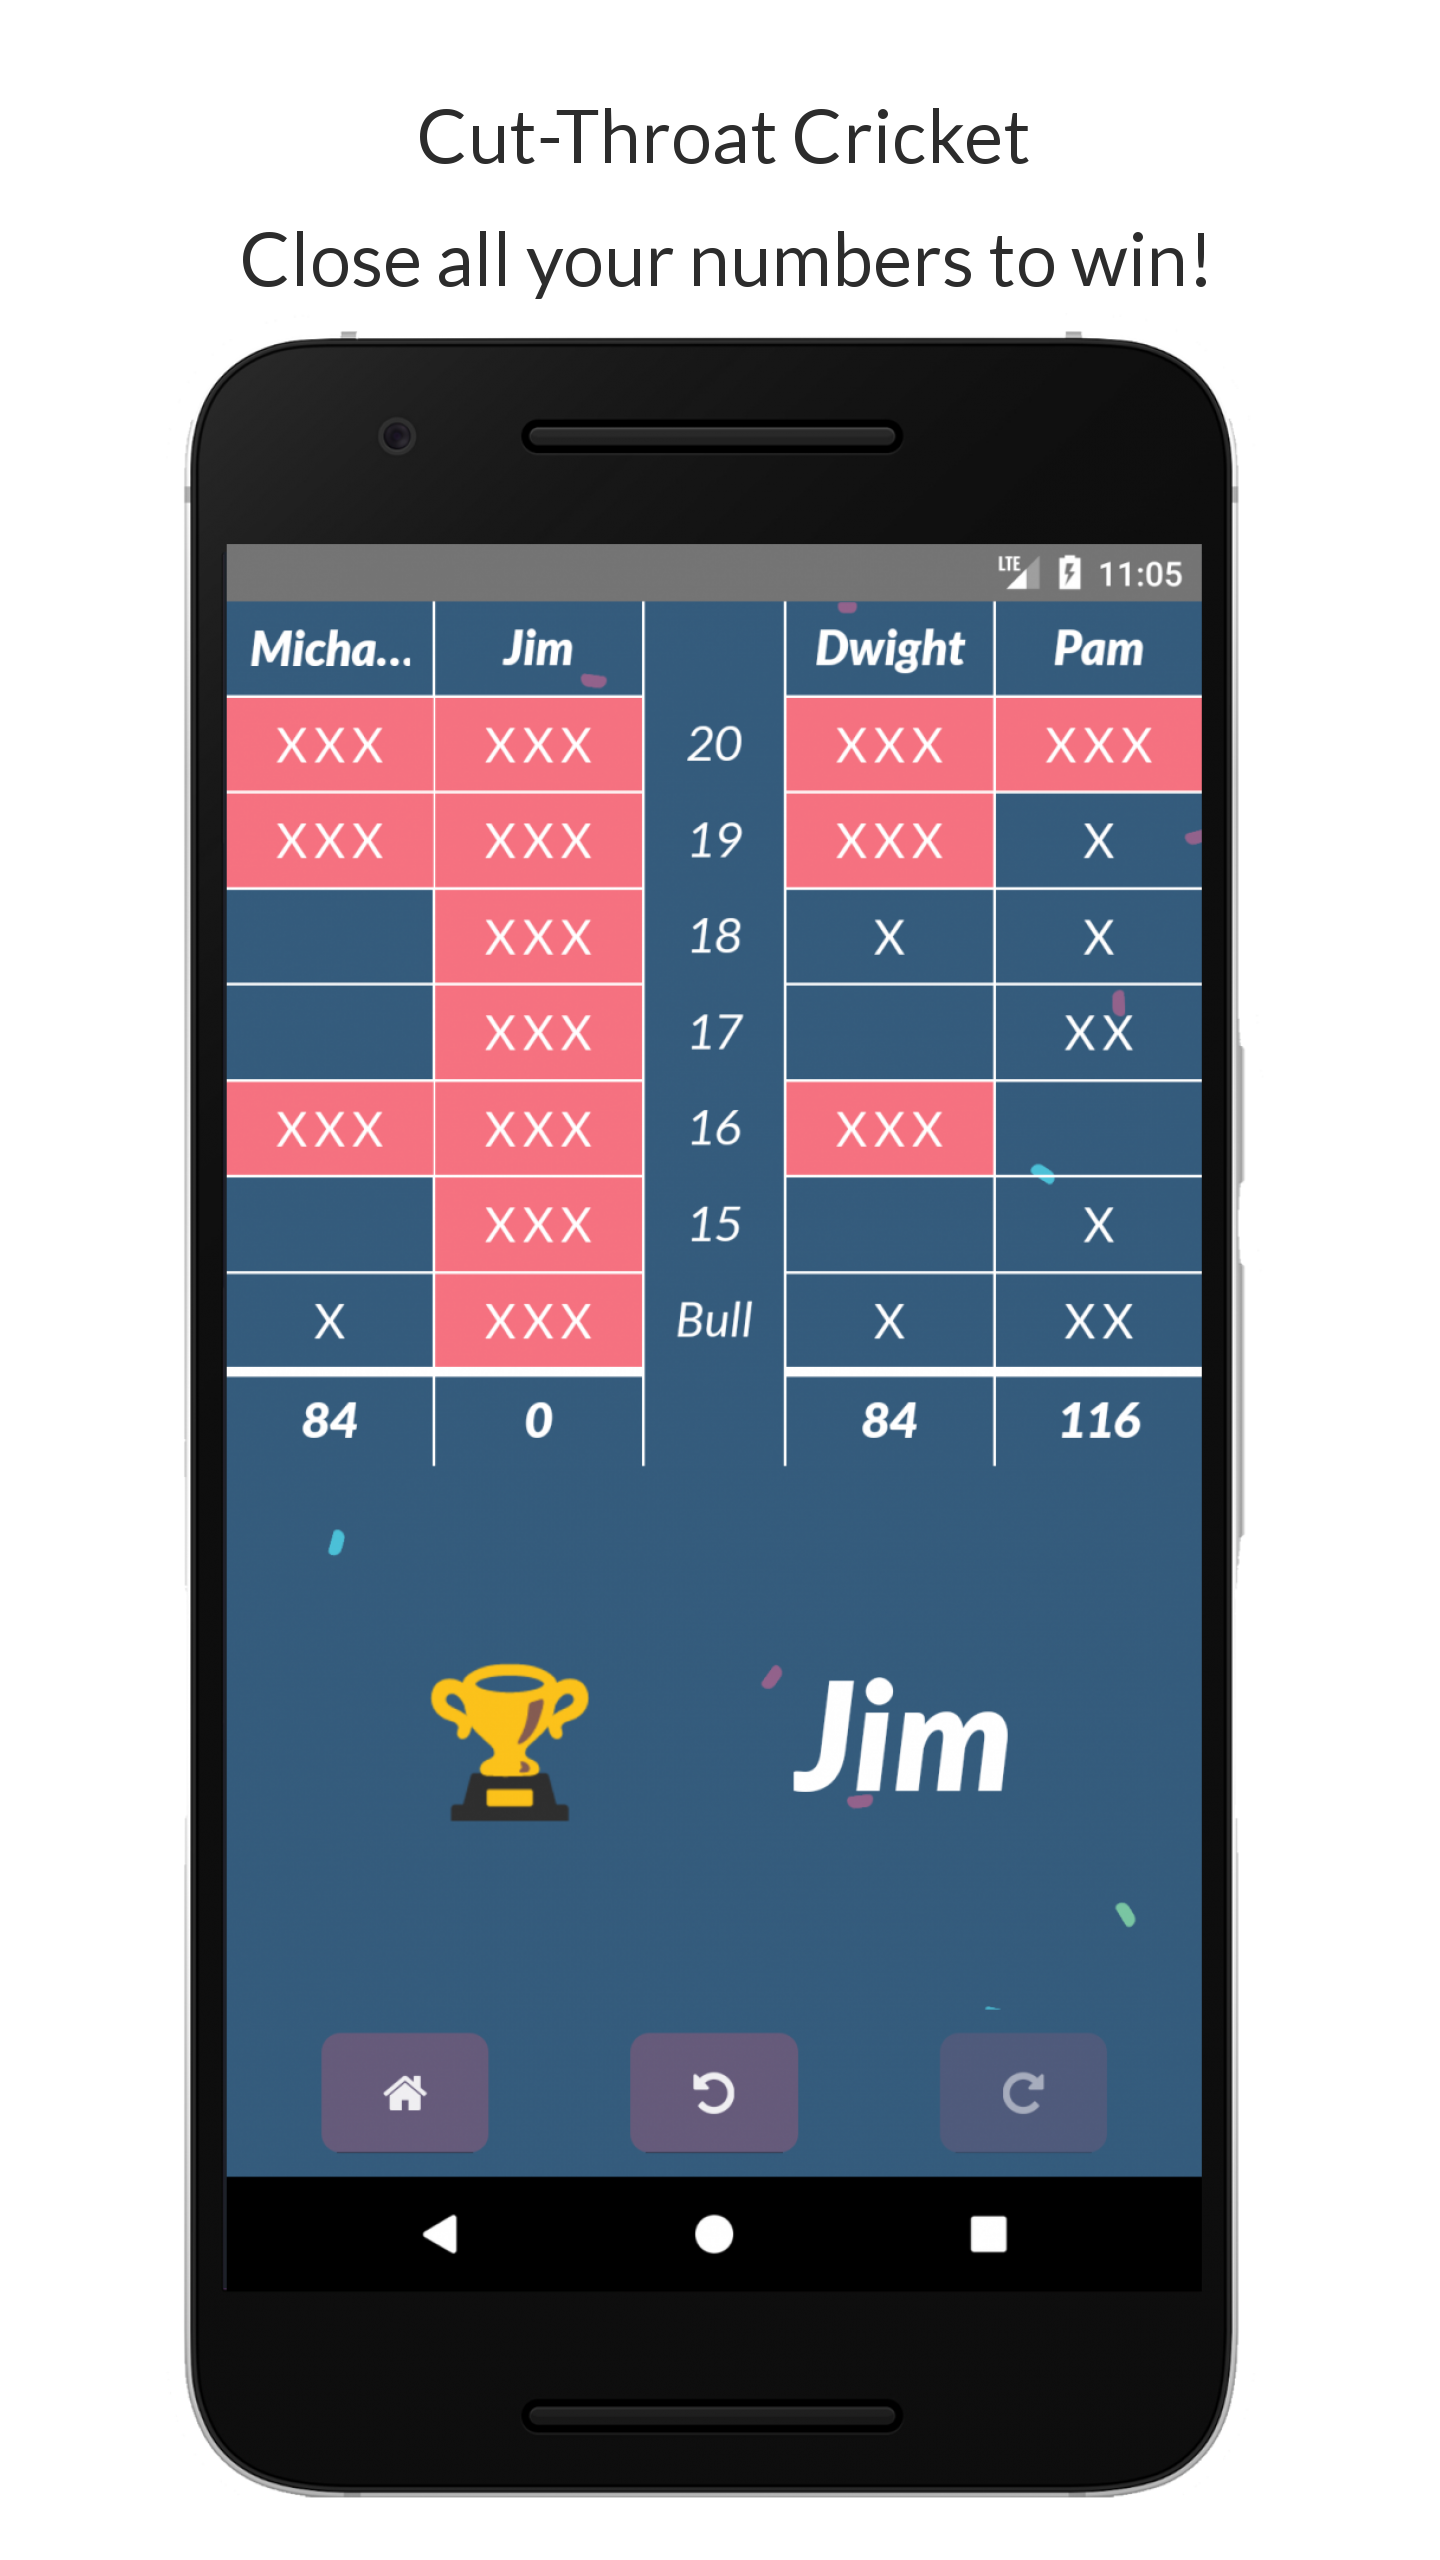 Cut-Throat Cricket
Close all your numbers to win!
LTE 11:05
Micha... Jim Dwight Pam
XXX XXX 20 XXX XXX
XXX XXX 19 XXX X
XXX 18 X X
XXX 17 XX
XXX XXX 16 XXX
XXX 15 X
X XXX Bull X XX
84 0 84 116
Jim